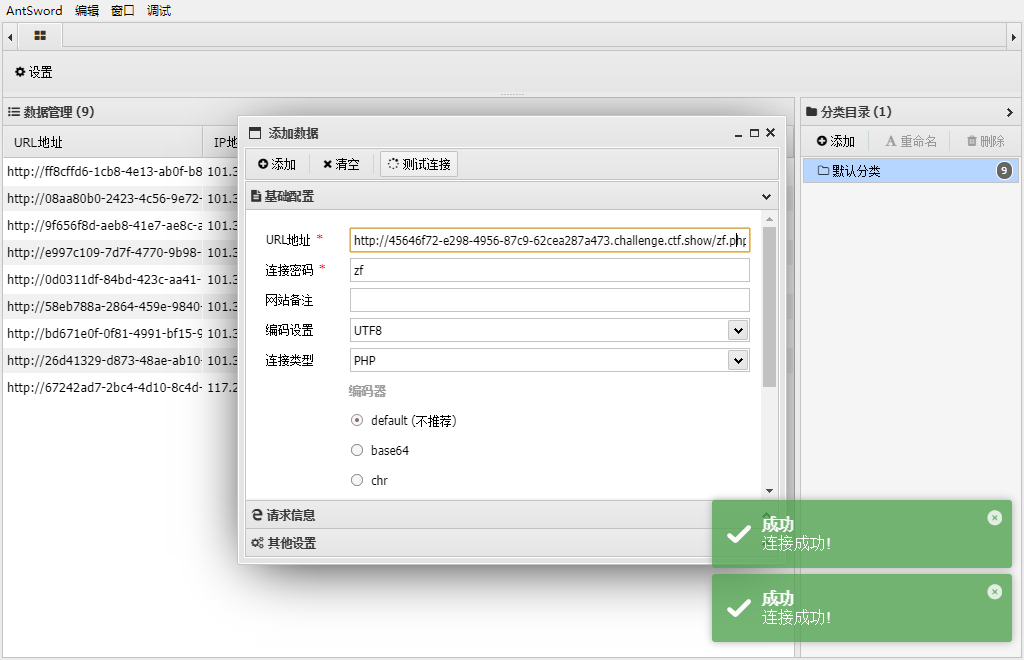 AntSword 编辑 窗口 调试
设置
数据管理 (9)
分类目录 (1)
URL地址 IP地
添加 重命名 删除
默认分类 9
http://ff8cffd6-1cb8-4e13-ab0f-b8 101.3
http://08aa80b0-2423-4c56-9e72- 101.3
http://9f656f8d-aeb8-41e7-ae8c-a 101.3
http://e997c109-7d7f-4770-9b98- 101.3
http://0d0311df-84bd-423c-aa41- 101.3
http://58eb788a-2864-459e-9840- 101.3
http://bd671e0f-0f81-4991-bf15-9 101.3
http://26d41329-d873-48ae-ab10- 101.3
http://67242ad7-2bc4-4d10-8c4d- 117.2
添加数据
添加 清空 测试连接
基础配置
URL地址 * http://45646f72-e298-4956-87c9-62cea287a473.challenge.ctf.show/zf.php
连接密码 * zf
网站备注
编码设置 UTF8
连接类型 PHP
编码器
default (不推荐)
base64
chr
请求信息
其他设置
成功
连接成功!
成功
连接成功!